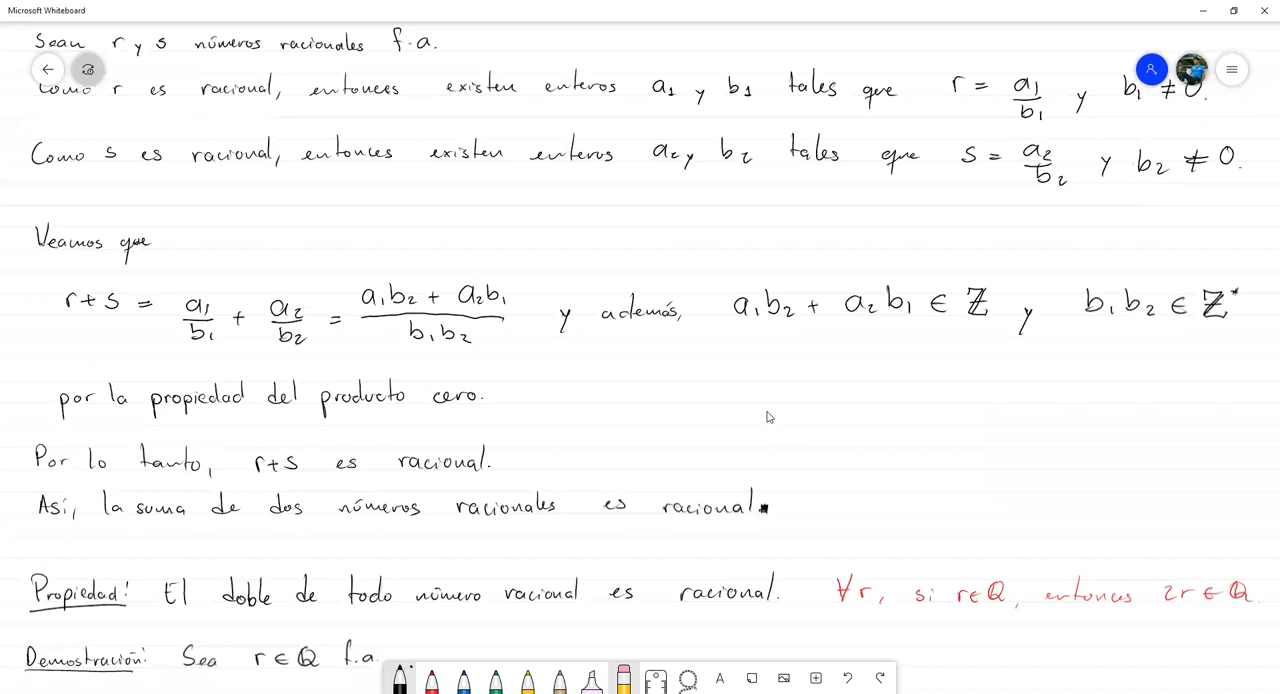 Microsoft Whiteboard
Sean r y s números racionales f.a.
Como r es racional, entonces existen enteros a₁ y b₁ tales que r = a₁/b₁ y b₁ ≠ 0.
Como s es racional, entonces existen enteros a₂ y b₂ tales que s = a₂/b₂ y b₂ ≠ 0.
Veamos que
r+s = a₁/b₁ + a₂/b₂ = (a₁b₂ + a₂b₁)/(b₁b₂) y además, a₁b₂ + a₂b₁ ∈ ℤ y b₁b₂ ∈ ℤ*
por la propiedad del producto cero.
Por lo tanto, r+s es racional.
Así, la suma de dos números racionales es racional.
Propiedad: El doble de todo número racional es racional. ∀r, si r∈ℚ, entonces 2r∈ℚ.
Demostración: Sea r∈ℚ f.a.